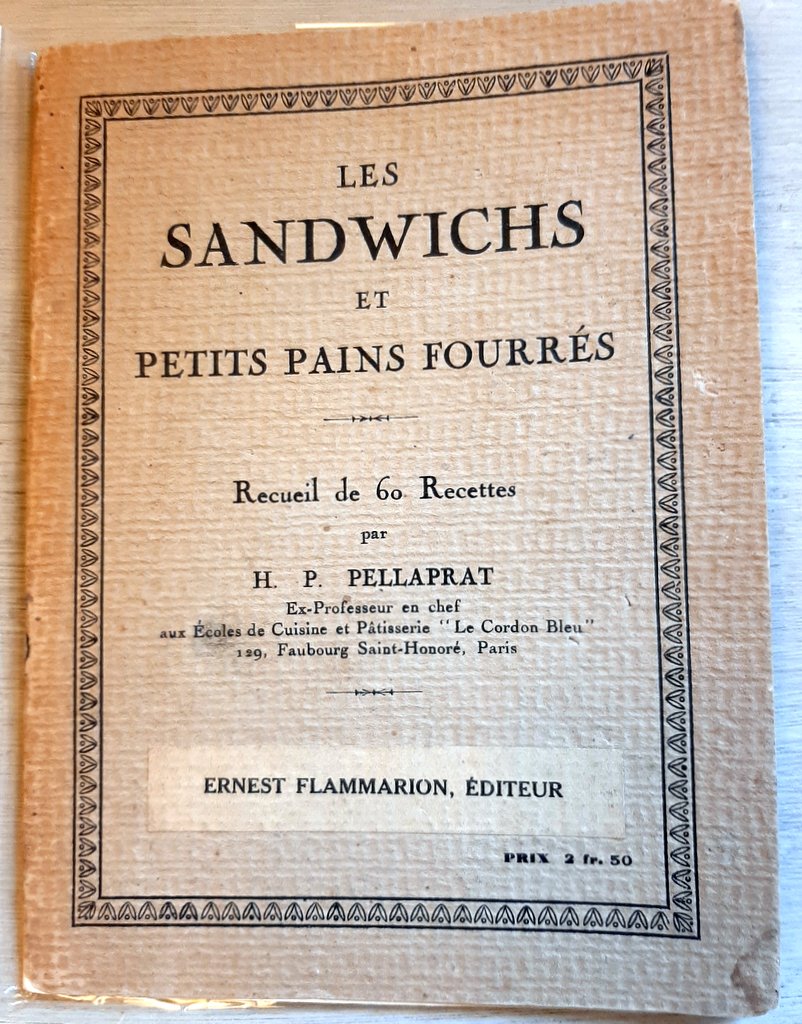 LES
SANDWICHS
ET
PETITS PAINS FOURRÉS
Recueil de 60 Recettes
par
H. P. PELLAPRAT
Ex-Professeur en chef
aux Écoles de Cuisine et Pâtisserie "Le Cordon Bleu"
129, Faubourg Saint-Honoré, Paris
ERNEST FLAMMARION, ÉDITEUR
PRIX 2 fr. 50